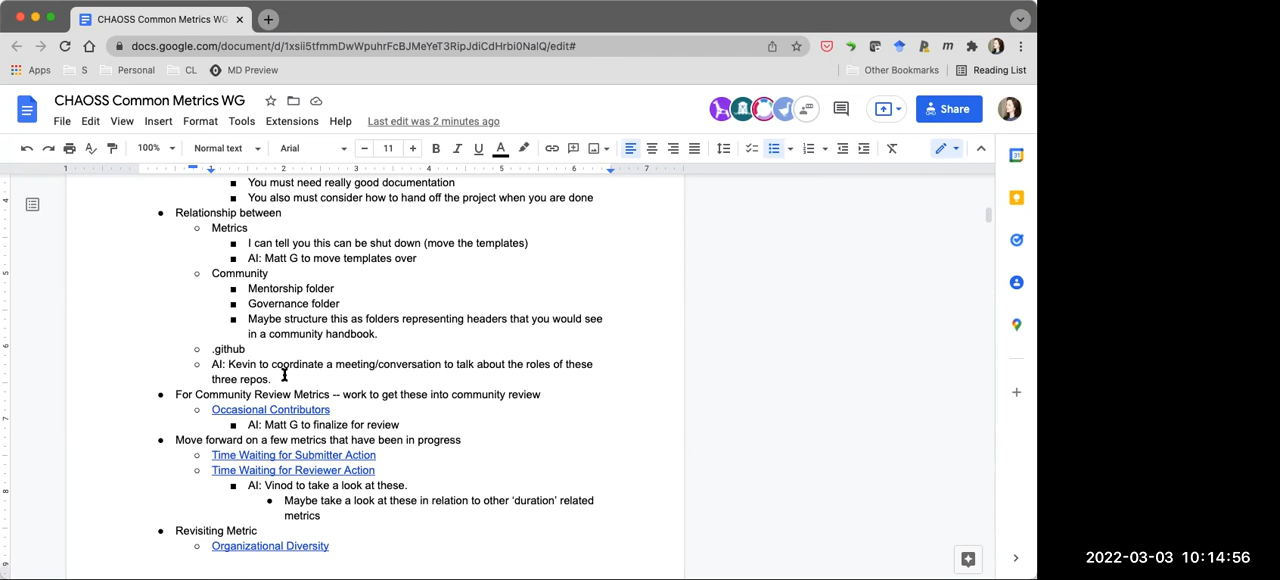 CHAOSS Common Metrics WG
docs.google.com/document/d/1xsii5tfmmDwWpuhrFcBJMeYeT3RipJdiCdHrbi0NalQ/edit#
Apps S Personal CL MD Preview Other Bookmarks Reading List
CHAOSS Common Metrics WG
File Edit View Insert Format Tools Extensions Help Last edit was 2 minutes ago
Share
100% Normal text Arial 11 B I U A
1 1 2 3 4 5 6 7
You must need really good documentation
You also must consider how to hand off the project when you are done
Relationship between
Metrics
I can tell you this can be shut down (move the templates)
AI: Matt G to move templates over
Community
Mentorship folder
Governance folder
Maybe structure this as folders representing headers that you would see
in a community handbook.
.github
AI: Kevin to coordinate a meeting/conversation to talk about the roles of these
three repos.
For Community Review Metrics -- work to get these into community review
Occasional Contributors
AI: Matt G to finalize for review
Move forward on a few metrics that have been in progress
Time Waiting for Submitter Action
Time Waiting for Reviewer Action
AI: Vinod to take a look at these.
Maybe take a look at these in relation to other ‘duration’ related
metrics
Revisiting Metric
Organizational Diversity
2022-03-03 10:14:56